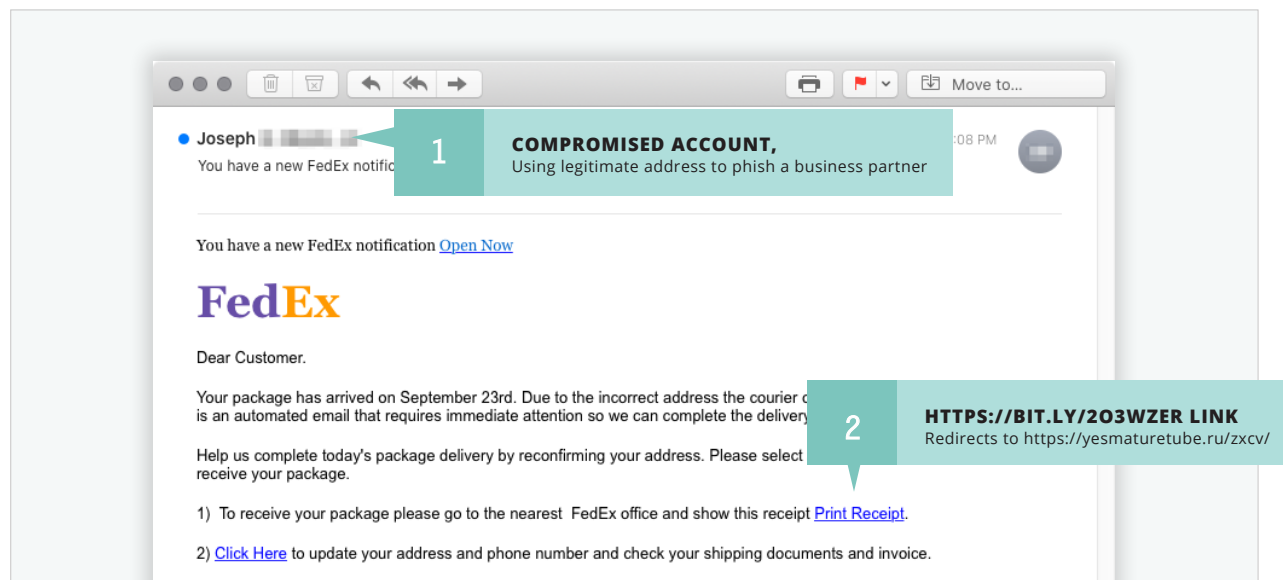 Move to...
Joseph
:08 PM
You have a new FedEx notific
1
COMPROMISED ACCOUNT,
Using legitimate address to phish a business partner
You have a new FedEx notification Open Now
FedEx
Dear Customer.
Your package has arrived on September 23rd. Due to the incorrect address the courier
is an automated email that requires immediate attention so we can complete the delivery
Help us complete today's package delivery by reconfirming your address. Please select
receive your package.
2
HTTPS://BIT.LY/2O3WZER LINK
Redirects to https://yesmaturetube.ru/zxcv/
1) To receive your package please go to the nearest FedEx office and show this receipt Print Receipt.
2) Click Here to update your address and phone number and check your shipping documents and invoice.